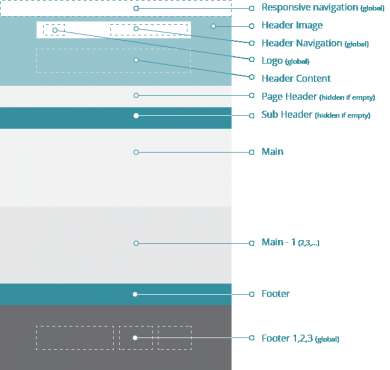 Responsive navigation (global)
Header Image
Header Navigation (global)
Logo (global)
Header Content
Page Header (hidden if empty)
Sub Header (hidden if empty)
Main
Main - 1 (2,3,...)
Footer
Footer 1,2,3 (global)